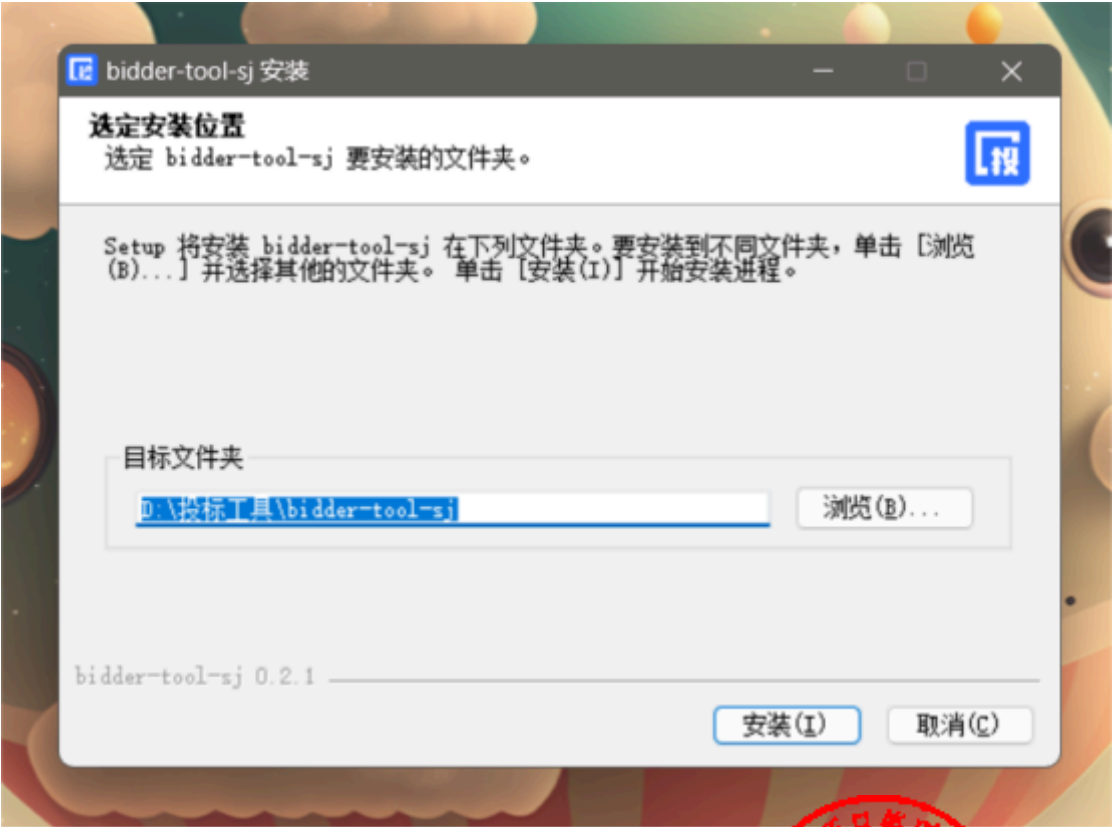 bidder-tool-sj 安装
选定安装位置
选定 bidder-tool-sj 要安装的文件夹。
投
Setup 将安装 bidder-tool-sj 在下列文件夹。要安装到不同文件夹，单击 [浏览
(B)...] 并选择其他的文件夹。 单击 [安装(I)] 开始安装进程。
目标文件夹
D:\投标工具\bidder-tool-sj
浏览(B)...
bidder-tool-sj 0.2.1
安装(I)
取消(C)